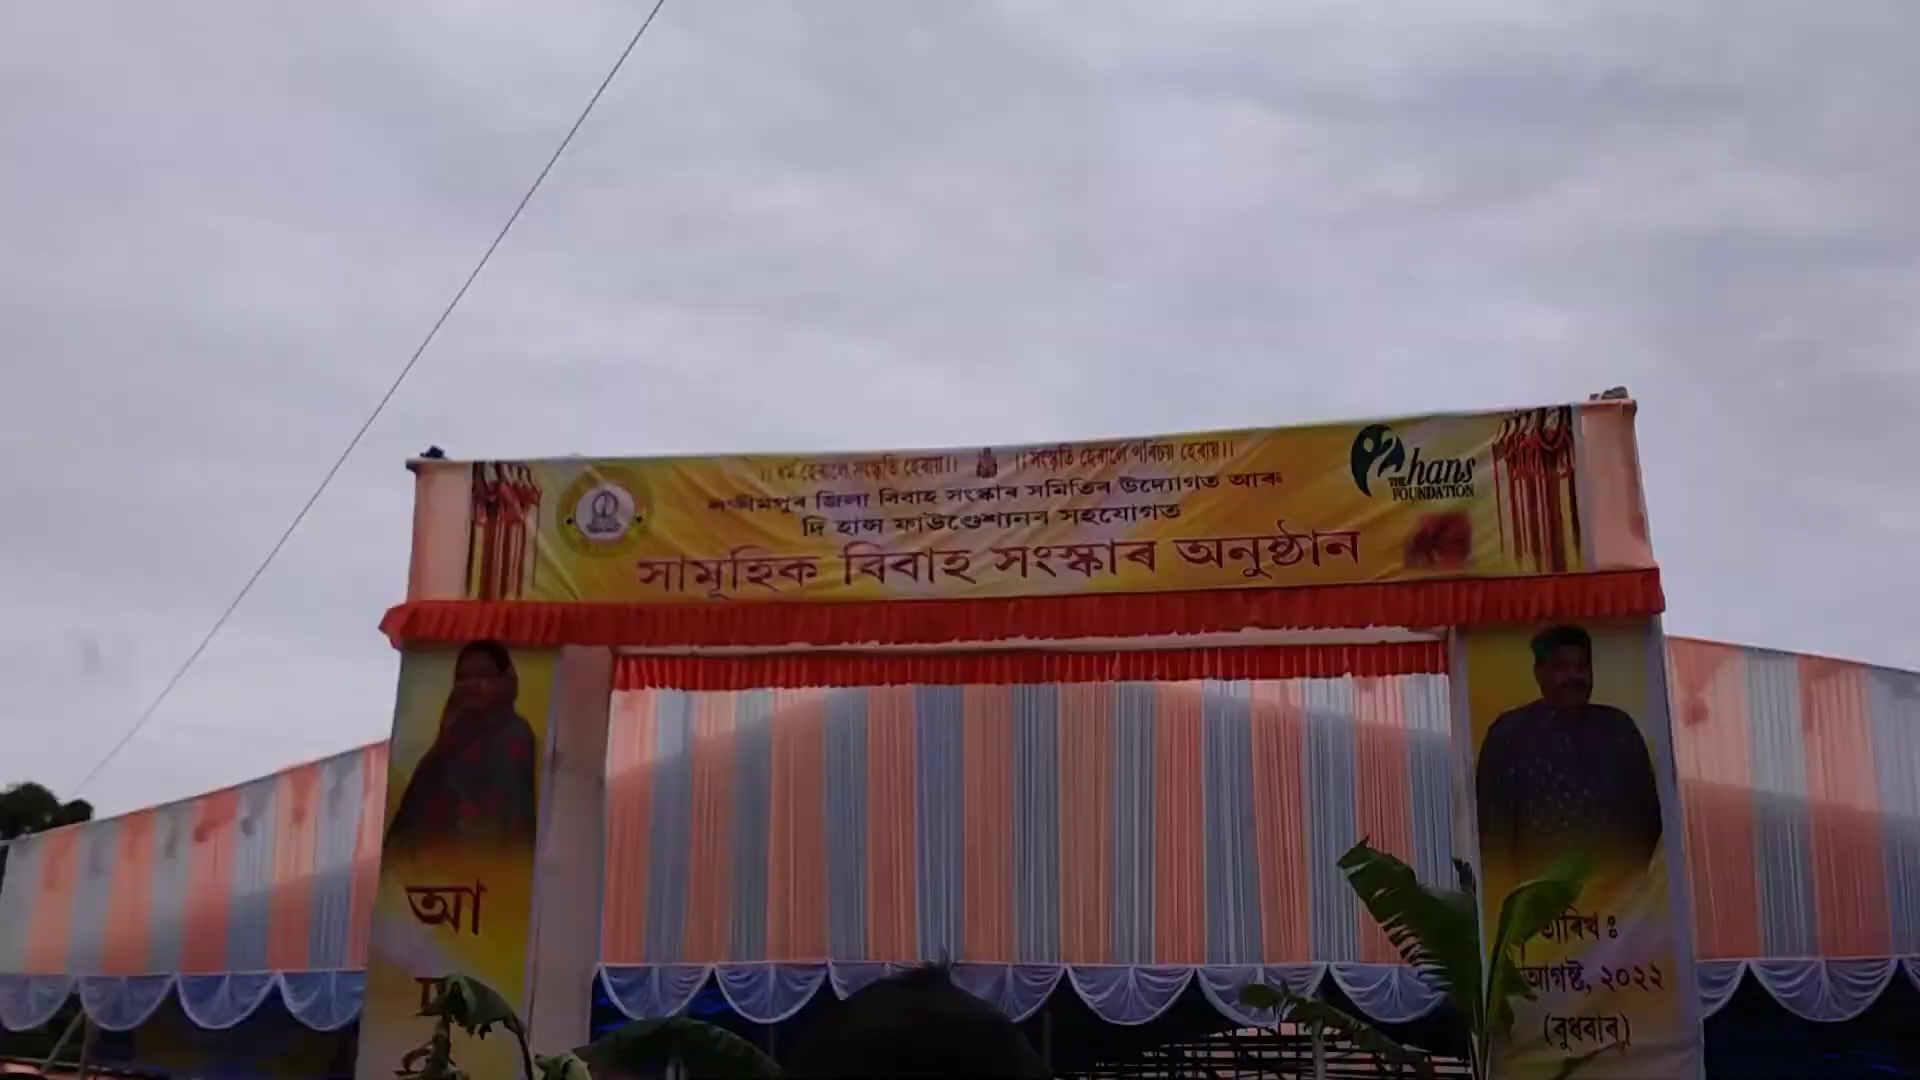 ।। ধৰ্ম হেৰালে সংস্কৃতি হেৰায়।। ।। সংস্কৃতি হেৰালে পৰিচয় হেৰায়।।
লক্ষীমপুৰ জিলা বিবাহ সংস্কাৰ সমিতিৰ উদ্যোগত আৰু
দি হান্স ফাউণ্ডেশ্যনৰ সহযোগত
সামূহিক বিবাহ সংস্কাৰ অনুষ্ঠান
THE hans
FOUNDATION
আ
তাৰিখ ঃ
আগষ্ট, ২০২২
(বুধবাৰ)